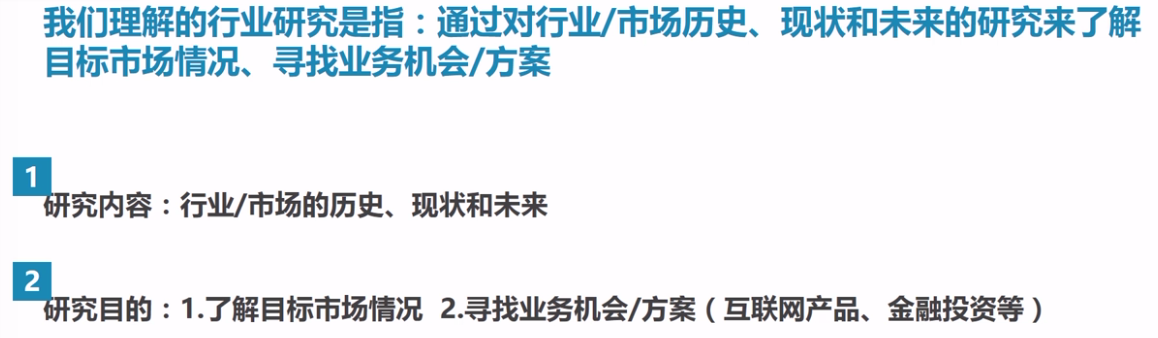 我们理解的行业研究是指：通过对行业/市场历史、现状和未来的研究来了解
目标市场情况、寻找业务机会/方案
1
研究内容：行业/市场的历史、现状和未来
2
研究目的：1.了解目标市场情况 2.寻找业务机会/方案（互联网产品、金融投资等）